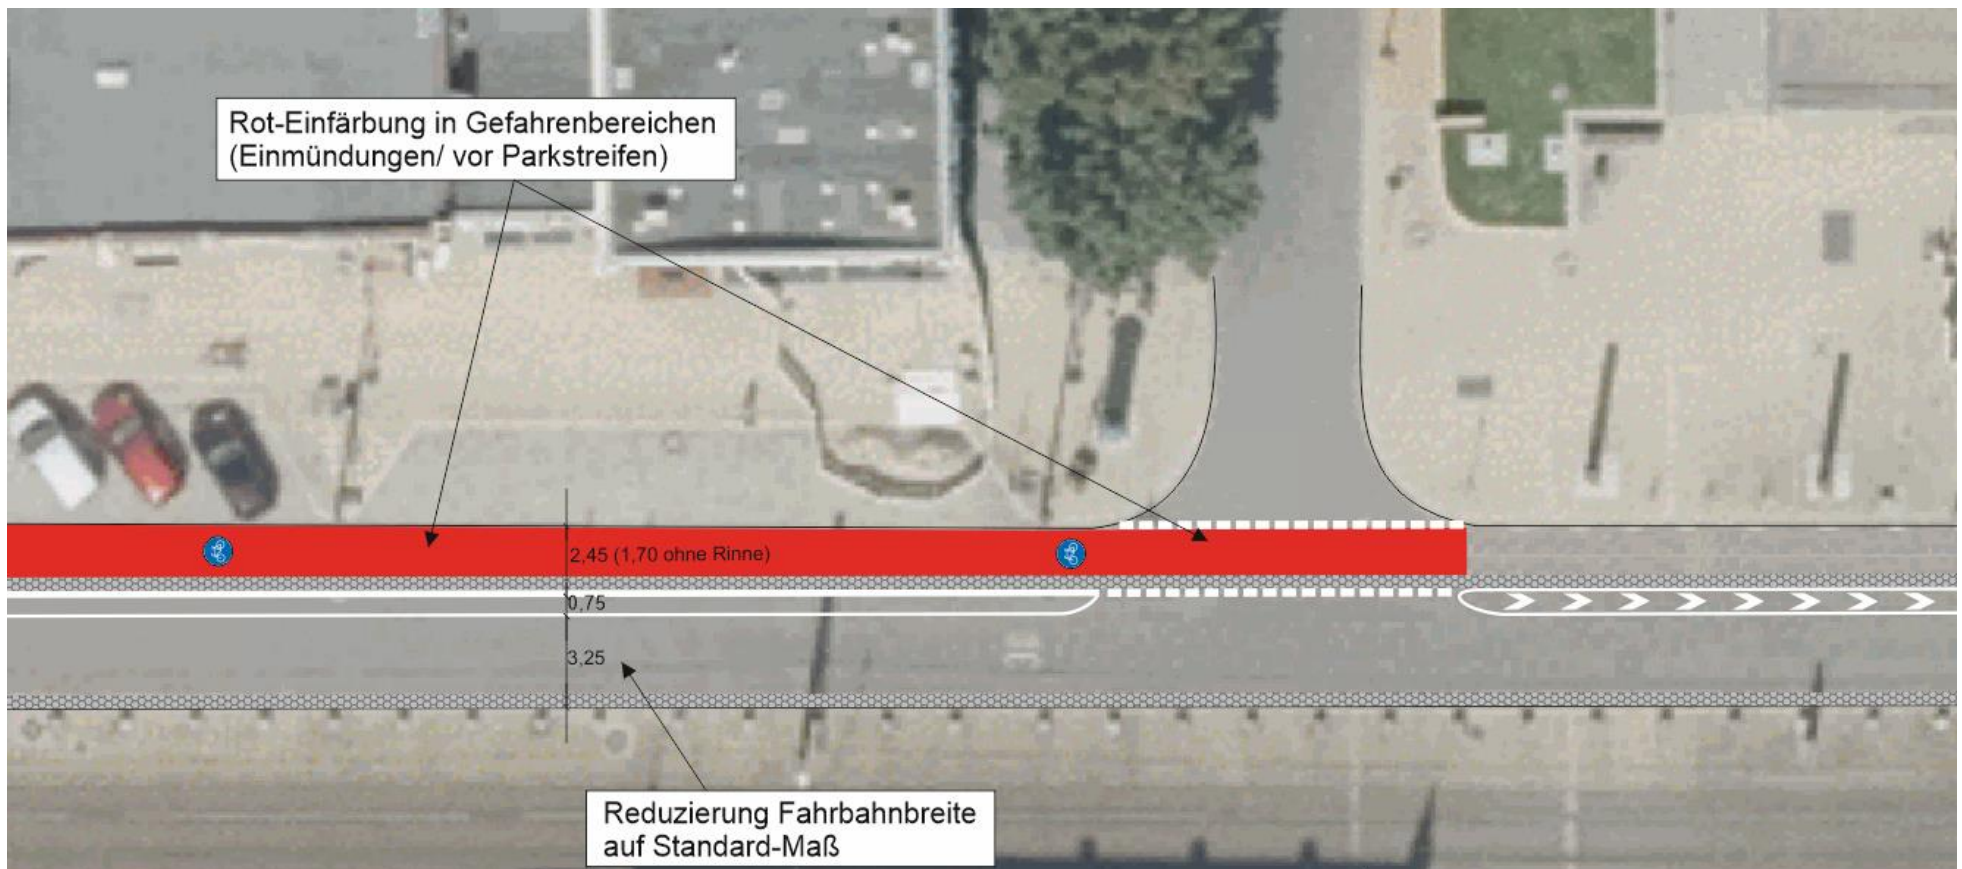 Rot-Einfärbung in Gefahrenbereichen
(Einmündungen/ vor Parkstreifen)
2,45 (1,70 ohne Rinne)
0,75
3,25
Reduzierung Fahrbahnbreite
auf Standard-Maß